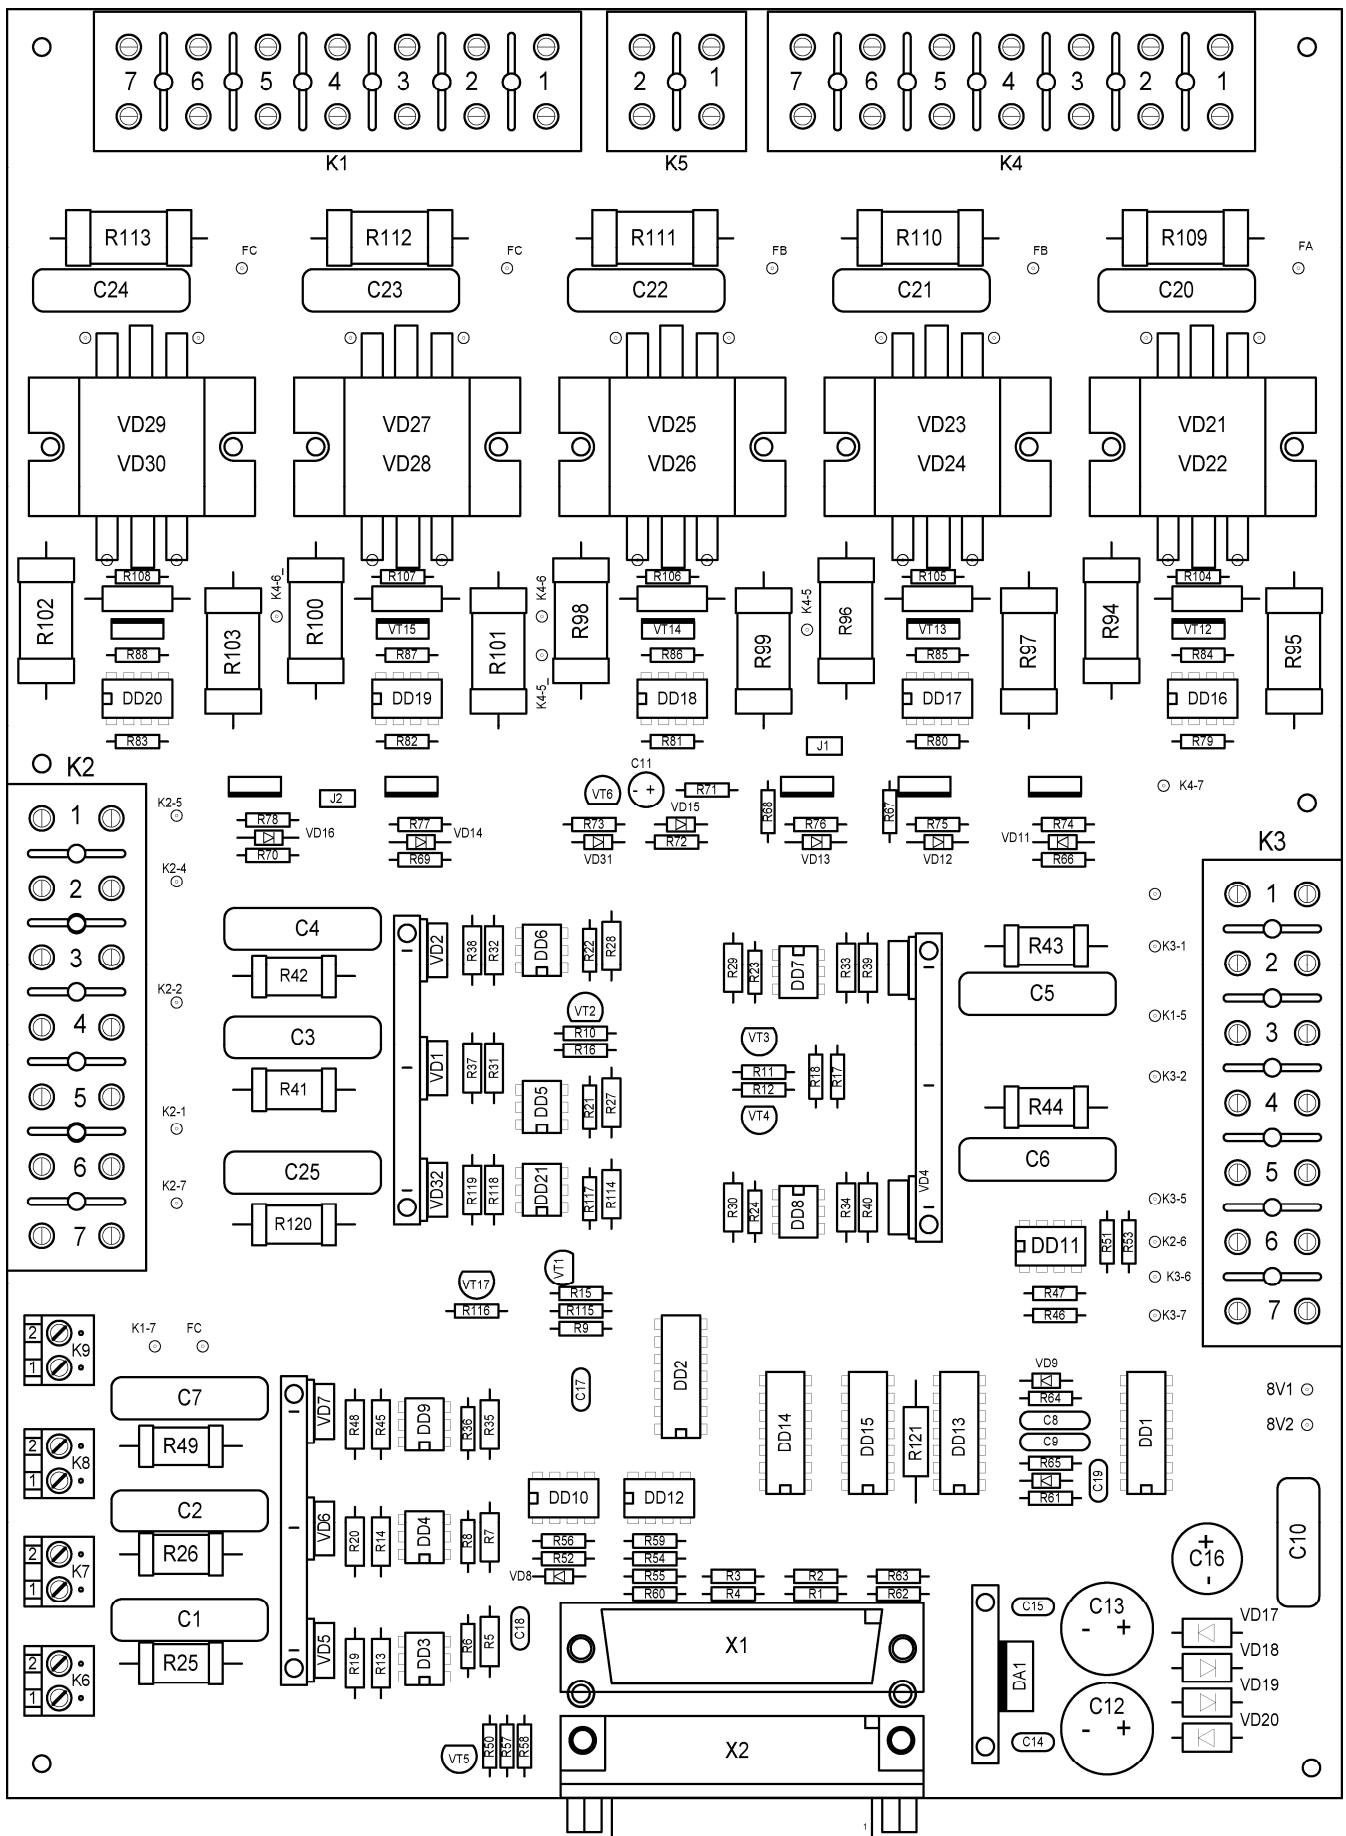 7 6 5 4 3 2 1
2 1
7 6 5 4 3 2 1
K1
K5
K4
R113
R112
R111
R110
R109
FC
FC
FB
FB
FA
C24
C23
C22
C21
C20
VD29
VD30
VD27
VD28
VD25
VD26
VD23
VD24
VD21
VD22
R108
R107
R106
R105
R104
R102
R103
K4-6_
R100
R101
K4-6
K4-5_
R98
R99
K4-5
R96
R97
R94
R95
VT15
VT14
VT13
VT12
R88
R87
R86
R85
R84
DD20
DD19
DD18
DD17
DD16
R83
R82
R81
R80
R79
J1
K2
C11
- +
VT6
R71
VD15
J2
K4-7
K2-5
R78
VD16
R70
R77
VD14
R69
R73
VD31
R72
R68
R76
VD13
R67
R75
VD12
R74
VD11
R66
K3
1
2
3
4
5
6
7
K2-4
K2-2
K2-1
K2-7
C4
R42
C3
R41
C25
R120
VD2
VD1
VD32
R38
R32
DD6
R22
R28
VT2
R10
R16
R37
R31
DD5
R21
R27
R119
R118
DD21
R117
R114
R29
R23
DD7
R33
R39
VT3
R11
R12
R18
R17
VT4
R30
R24
DD8
R34
R40
VD4
R43
C5
R44
C6
K3-1
K1-5
K3-2
K3-5
K2-6
K3-6
K3-7
1
2
3
4
5
6
7
DD11
R51
R53
R47
R46
VT1
VT17
R116
R15
R115
R9
2
1
K9
K1-7
FC
C7
R49
2
1
K8
C2
R26
2
1
K7
C1
R25
2
1
K6
VD7
VD6
VD5
R48
R45
DD9
R36
R35
R20
R14
DD4
R8
R7
R19
R13
DD3
R6
R5
C18
C17
DD2
DD14
DD15
R121
DD13
VD9
R64
C8
C9
R65
R61
C19
DD1
8V1
8V2
C10
DD10
DD12
R56
R52
VD8
R59
R54
R55
R60
R3
R4
R2
R1
R63
R62
+
C16
-
X1
X2
1
C15
DA1
C14
C13
- +
C12
- +
VD17
VD18
VD19
VD20
VT5
R50
R57
R58